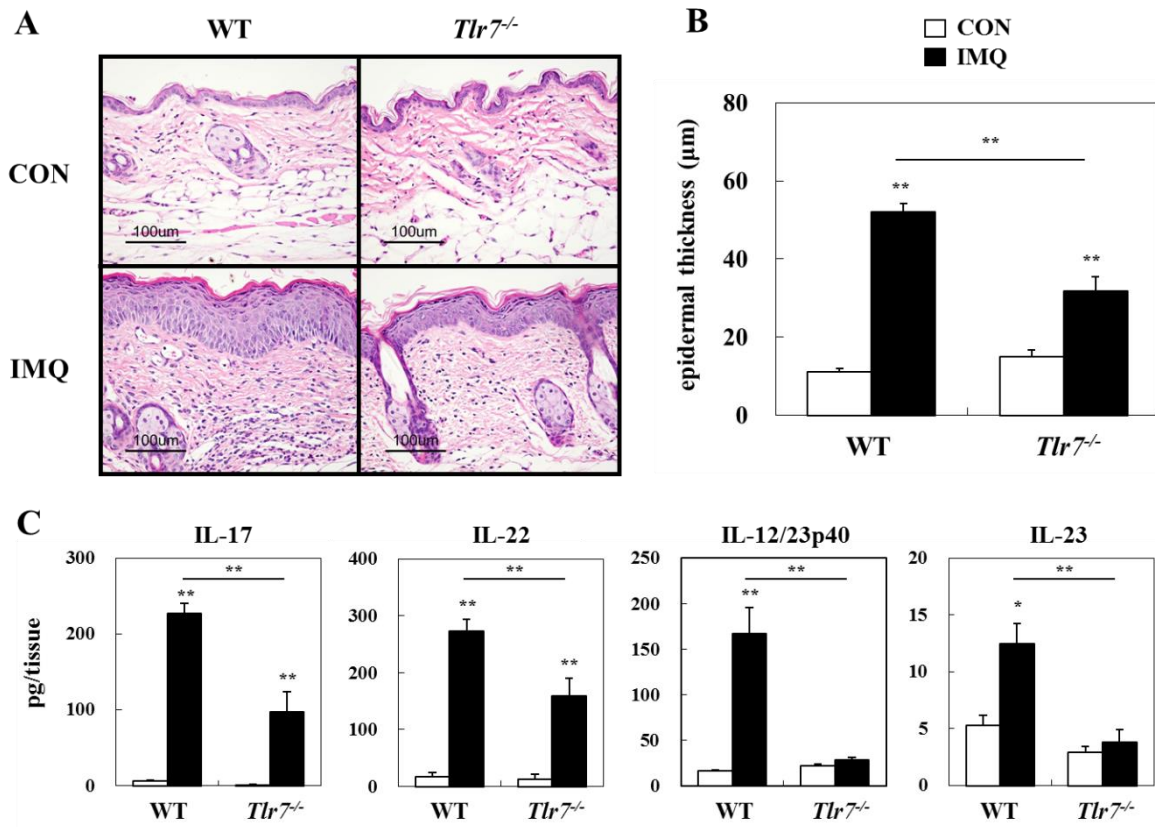 A
WT
Tlr7-/-
CON
100um
100um
IMQ
100um
100um
B
CON
IMQ
epidermal thickness (μm)
80
60
40
20
0
**
**
**
WT
Tlr7-/-
C
pg/tissue
IL-17
300
200
100
0
**
**
**
WT
Tlr7-/-
IL-22
400
300
200
100
0
**
**
**
WT
Tlr7-/-
IL-12/23p40
250
200
150
100
50
0
**
**
WT
Tlr7-/-
IL-23
20
15
10
5
0
**
*
WT
Tlr7-/-